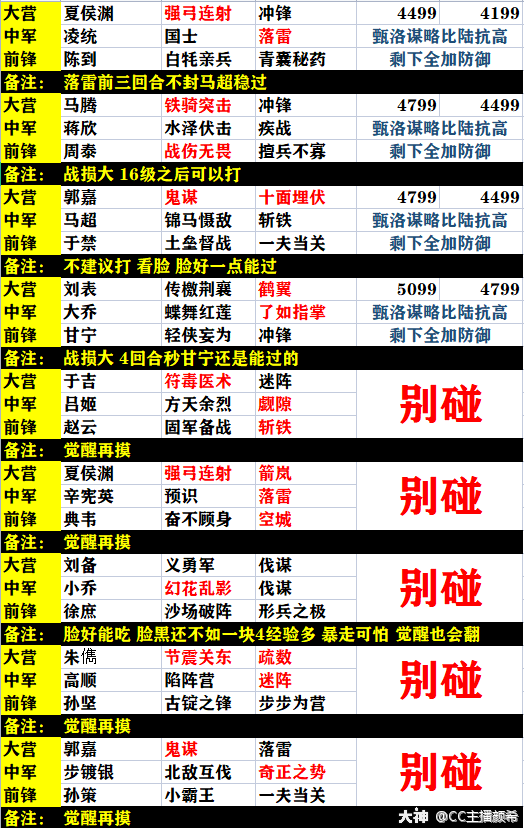 大营 夏侯渊 强弓连射 冲锋 4499 4199
中军 凌统 国士 落雷 甄洛谋略比陆抗高
前锋 陈到 白毦亲兵 青囊秘药 剩下全加防御
备注： 落雷前三回合不封马超稳过
大营 马腾 铁骑突击 冲锋 4799 4499
中军 蒋欣 水泽伏击 疾战 甄洛谋略比陆抗高
前锋 周泰 战伤无畏 擅兵不寡 剩下全加防御
备注： 战损大 16级之后可以打
大营 郭嘉 鬼谋 十面埋伏 4799 4499
中军 马超 锦马慑敌 斩铁 甄洛谋略比陆抗高
前锋 于禁 土垒督战 一夫当关 剩下全加防御
备注： 不建议打 看脸 脸好一点能过
大营 刘表 传檄荆襄 鹤翼 5099 4799
中军 大乔 蝶舞红莲 了如指掌 甄洛谋略比陆抗高
前锋 甘宁 轻侠妄为 冲锋 剩下全加防御
备注： 战损大 4回合秒甘宁还是能过的
大营 于吉 符毒医术 迷阵
中军 吕姬 方天余烈 觑隙 别碰
前锋 赵云 固军备战 斩铁
备注： 觉醒再摸
大营 夏侯渊 强弓连射 箭岚
中军 辛宪英 预识 落雷 别碰
前锋 典韦 奋不顾身 空城
备注： 觉醒再摸
大营 刘备 义勇军 伐谋
中军 小乔 幻花乱影 伐谋 别碰
前锋 徐庶 沙场破阵 形兵之极
备注： 脸好能吃 脸黑还不如一块4经验多 暴走可怕 觉醒也会翻
大营 朱儁 节震关东 疏数
中军 高顺 陷阵营 迷阵 别碰
前锋 孙坚 古锭之锋 步步为营
备注： 觉醒再摸
大营 郭嘉 鬼谋 落雷
中军 步镀银 北敌互伐 奇正之势 别碰
前锋 孙策 小霸王 一夫当关
备注： 觉醒再摸
大神 @CC主播颜希